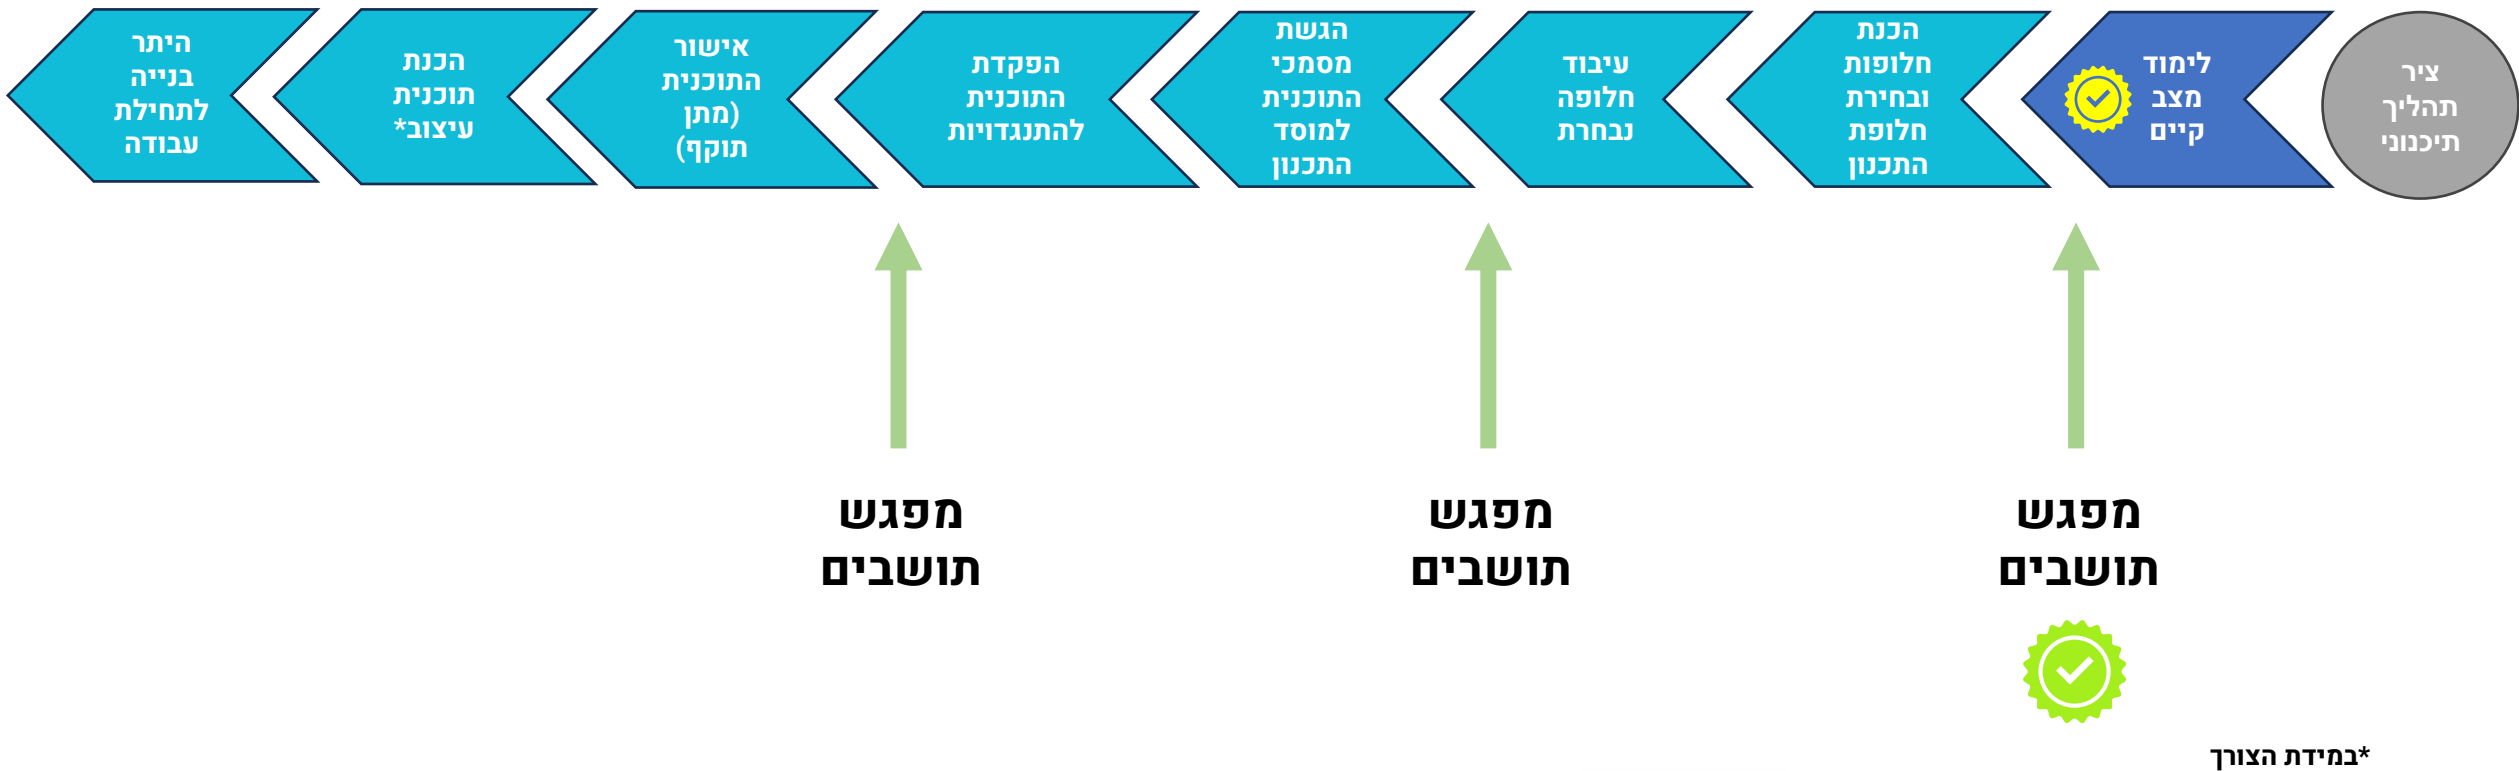 ציר
תהליך
תיכנוני
לימוד
מצב
קיים
הכנת
חלופות
ובחירת
חלופת
התכנון
עיבוד
חלופה
נבחרת
הגשת
מסמכי
התוכנית
למוסד
התכנון
הפקדת
התוכנית
להתנגדויות
אישור
התוכנית
(מתן
תוקף)
הכנת
תוכנית
עיצוב*
היתר
בנייה
לתחילת
עבודה
מפגש
תושבים
מפגש
תושבים
מפגש
תושבים
*במידת הצורך